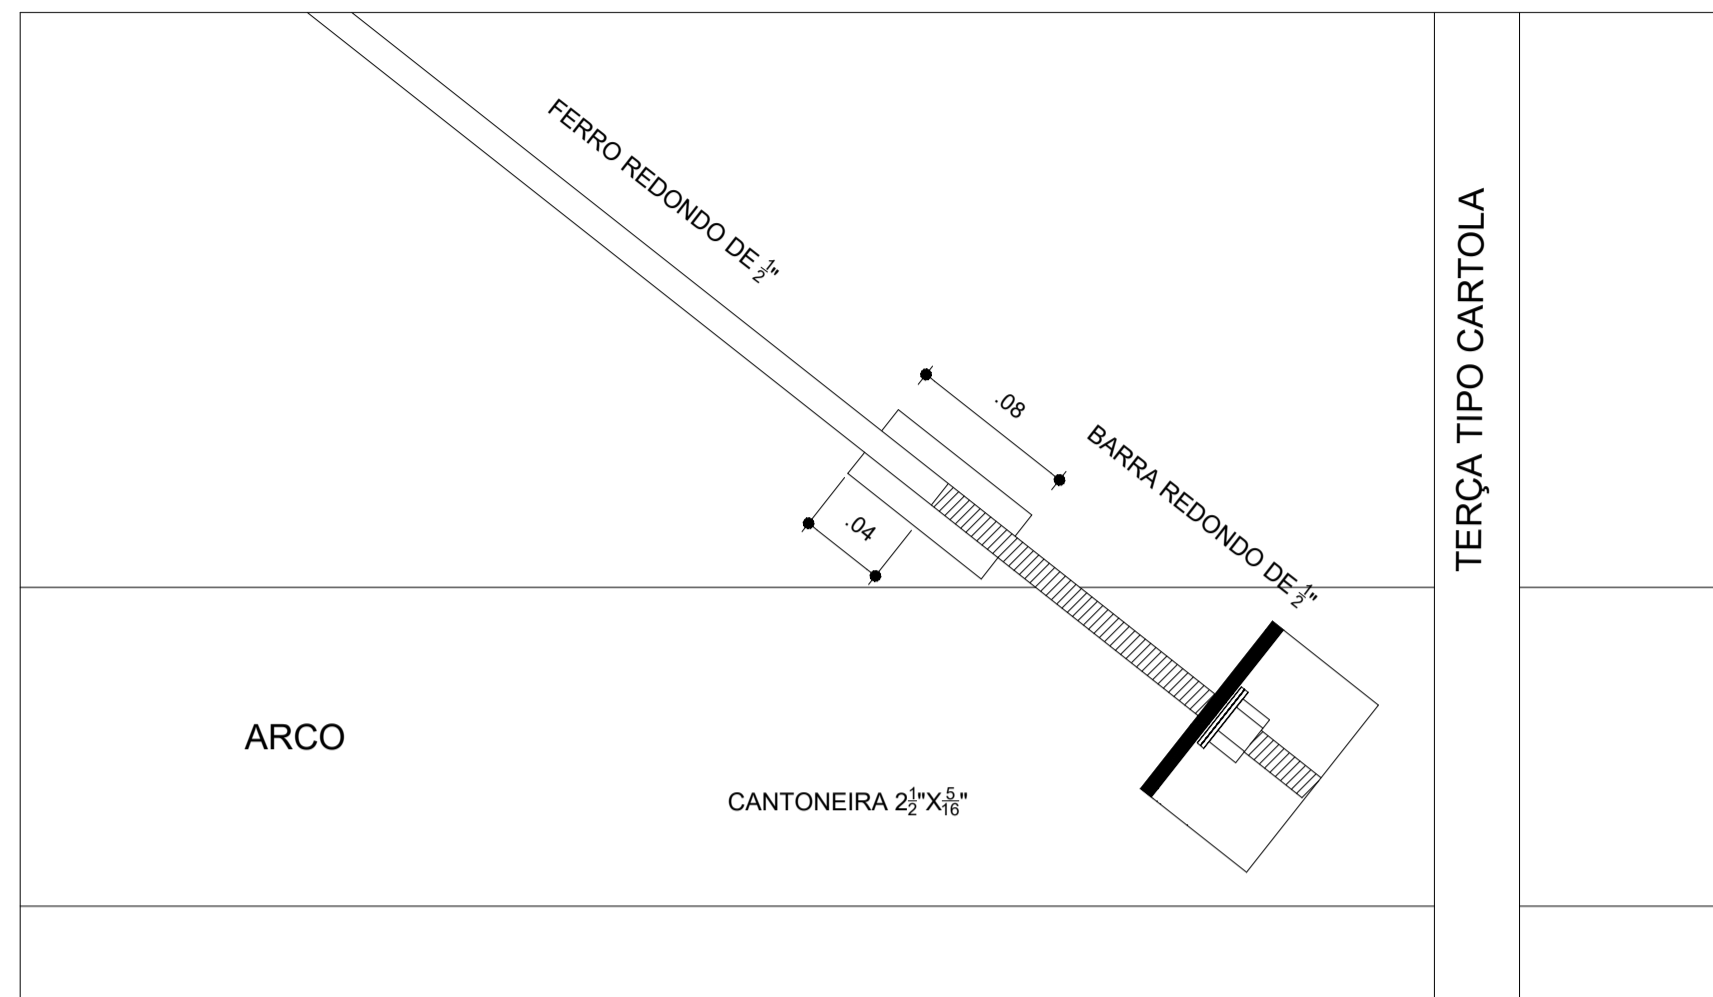 FERRO REDONDO DE 1/2"
TERÇA TIPO CARTOLA
.08
BARRA REDONDO DE 1/2"
.04
ARCO
CANTONEIRA 2 1/2"X5/16"